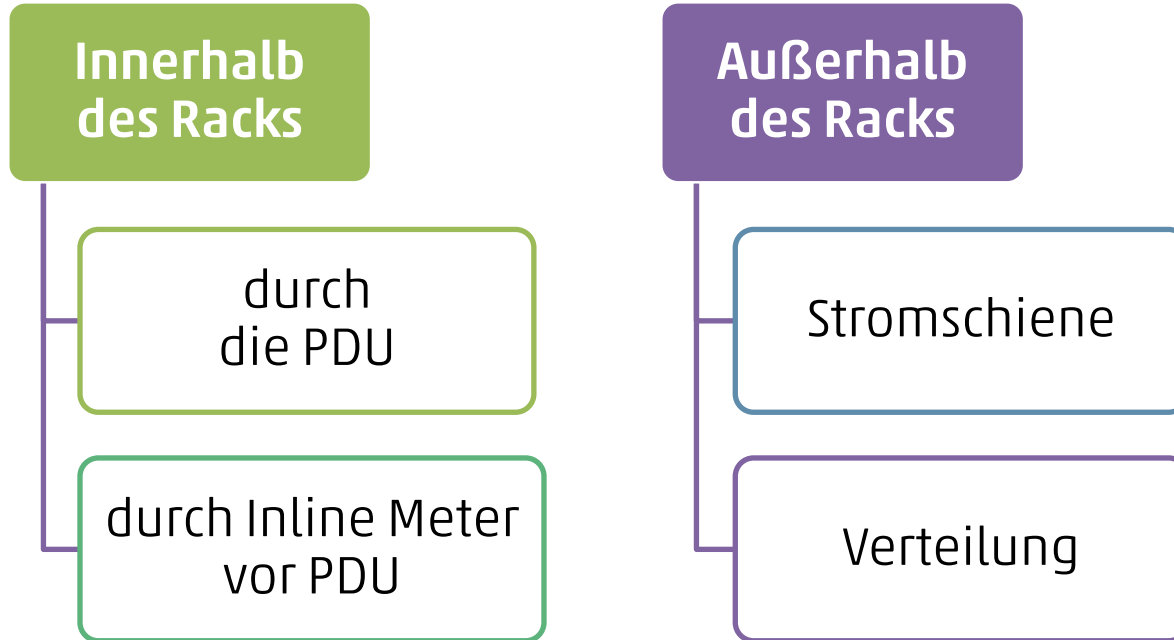 Innerhalb
des Racks
durch
die PDU
durch Inline Meter
vor PDU
Außerhalb
des Racks
Stromschiene
Verteilung